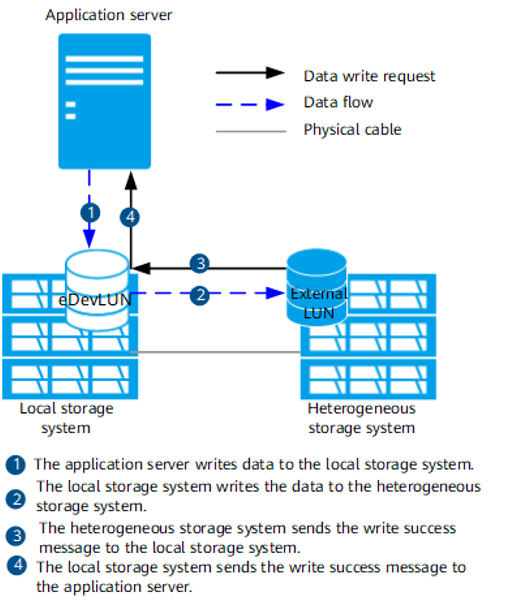 Application server
Data write request
Data flow
Physical cable
1
4
3
2
eDevLUN
External
LUN
Local storage
system
Heterogeneous
storage system
1 The application server writes data to the local storage system.
2 The local storage system writes the data to the heterogeneous
storage system.
3 The heterogeneous storage system sends the write success
message to the local storage system.
4 The local storage system sends the write success message to
the application server.